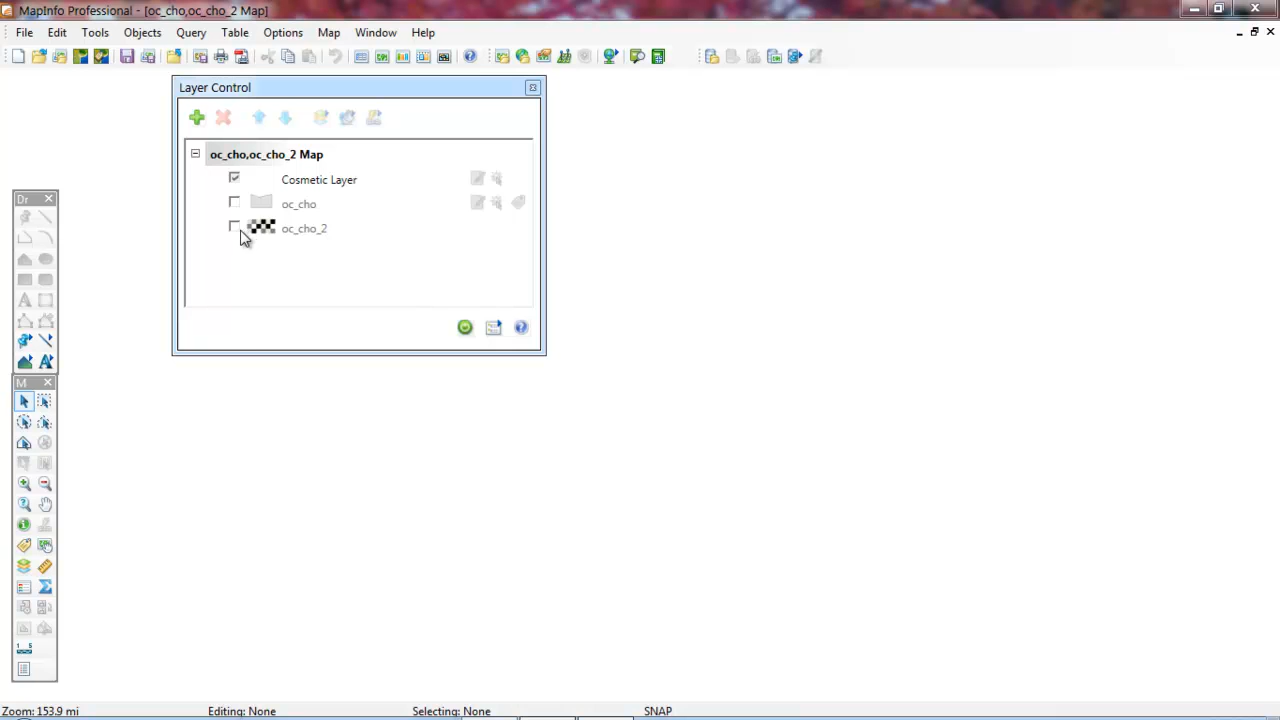 MapInfo Professional - [oc_cho,oc_cho_2 Map]
File Edit Tools Objects Query Table Options Map Window Help
Layer Control
oc_cho,oc_cho_2 Map
Cosmetic Layer
oc_cho
oc_cho_2
Dr
M
Zoom: 153.9 mi Editing: None Selecting: None SNAP